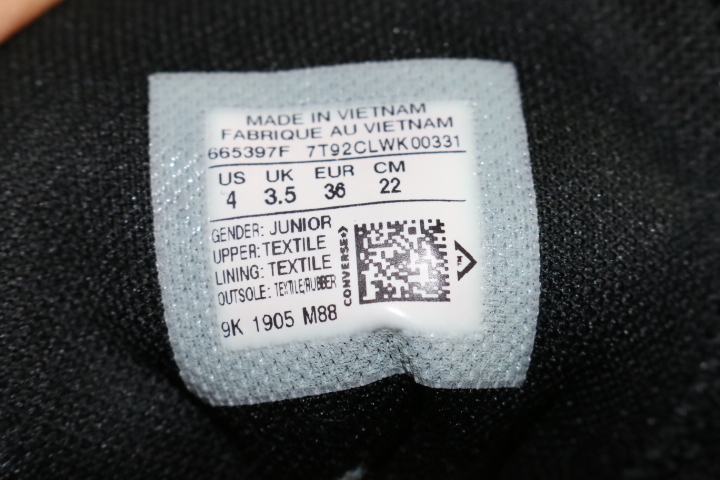 MADE IN VIETNAM
FABRIQUE AU VIETNAM
665397F 7T92CLWK00331
US UK EUR CM
4 3.5 36 22
GENDER: JUNIOR
UPPER: TEXTILE
LINING: TEXTILE
OUTSOLE: TEXTILE/RUBBER
CONVERSE
TM
9K 1905 M88